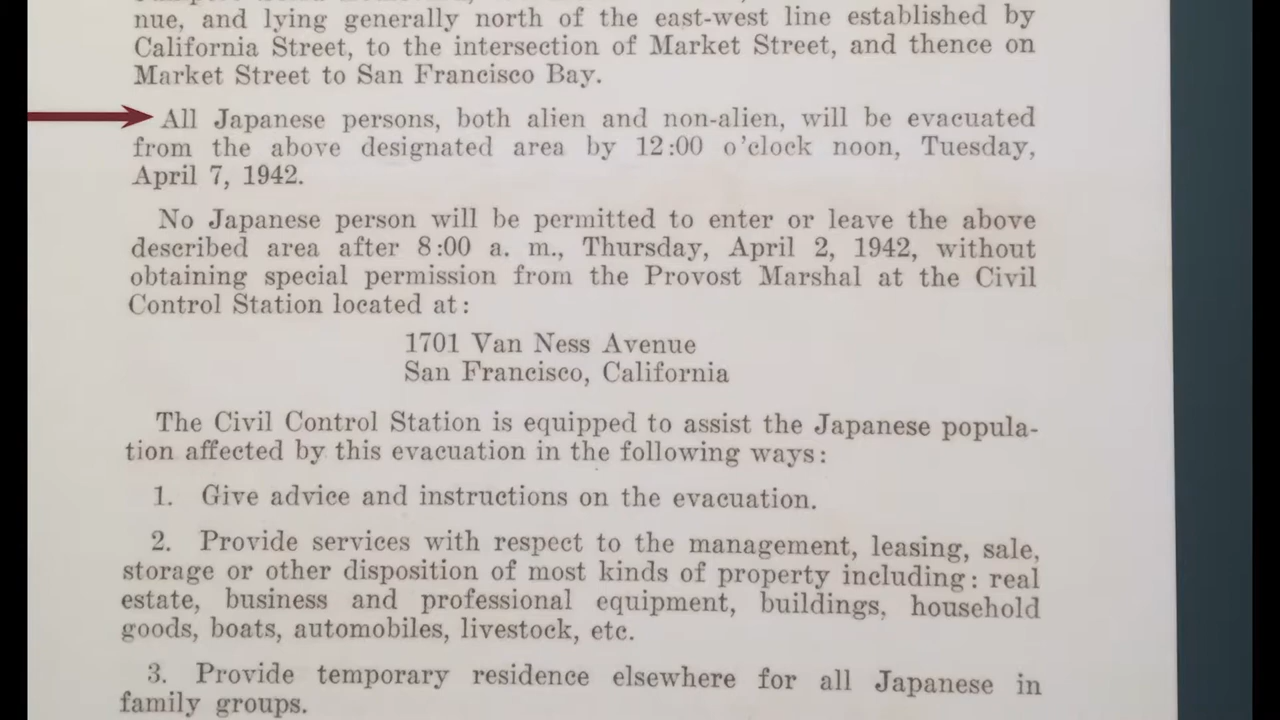 nue, and lying generally north of the east-west line established by
California Street, to the intersection of Market Street, and thence on
Market Street to San Francisco Bay.
All Japanese persons, both alien and non-alien, will be evacuated
from the above designated area by 12:00 o'clock noon, Tuesday,
April 7, 1942.
No Japanese person will be permitted to enter or leave the above
described area after 8:00 a. m., Thursday, April 2, 1942, without
obtaining special permission from the Provost Marshal at the Civil
Control Station located at:
1701 Van Ness Avenue
San Francisco, California
The Civil Control Station is equipped to assist the Japanese popula-
tion affected by this evacuation in the following ways:
1. Give advice and instructions on the evacuation.
2. Provide services with respect to the management, leasing, sale,
storage or other disposition of most kinds of property including: real
estate, business and professional equipment, buildings, household
goods, boats, automobiles, livestock, etc.
3. Provide temporary residence elsewhere for all Japanese in
family groups.